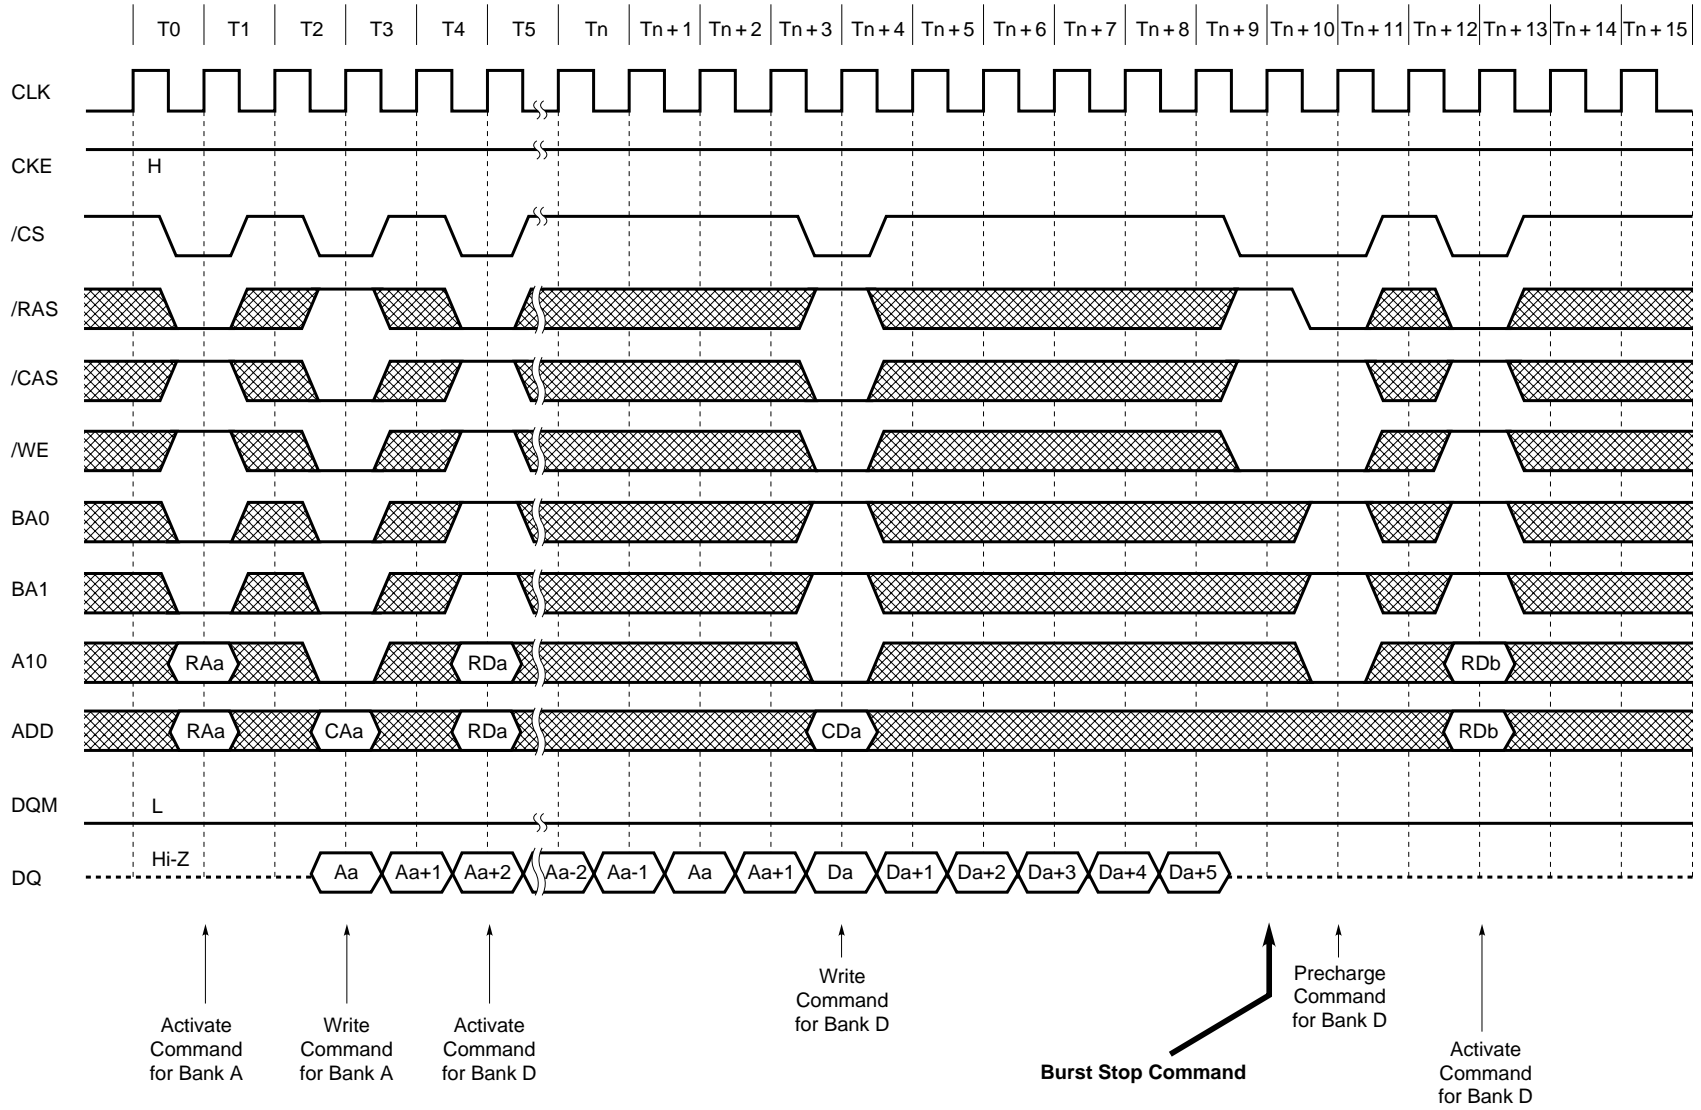 T0 T1 T2 T3 T4 T5 Tn Tn + 1 Tn + 2 Tn + 3 Tn + 4 Tn + 5 Tn + 6 Tn + 7 Tn + 8 Tn + 9 Tn + 10 Tn + 11 Tn + 12 Tn + 13 Tn + 14 Tn + 15
CLK
CKE H
/CS
/RAS
/CAS
/WE
BA0
BA1
A10 RAa RDa RDb
ADD RAa CAa RDa CDa RDb
DQM L
Hi-Z
DQ Aa Aa+1 Aa+2 Aa-2 Aa-1 Aa Aa+1 Da Da+1 Da+2 Da+3 Da+4 Da+5
Activate
Command
for Bank A
Write
Command
for Bank A
Activate
Command
for Bank D
Write
Command
for Bank D
Burst Stop Command
Precharge
Command
for Bank D
Activate
Command
for Bank D